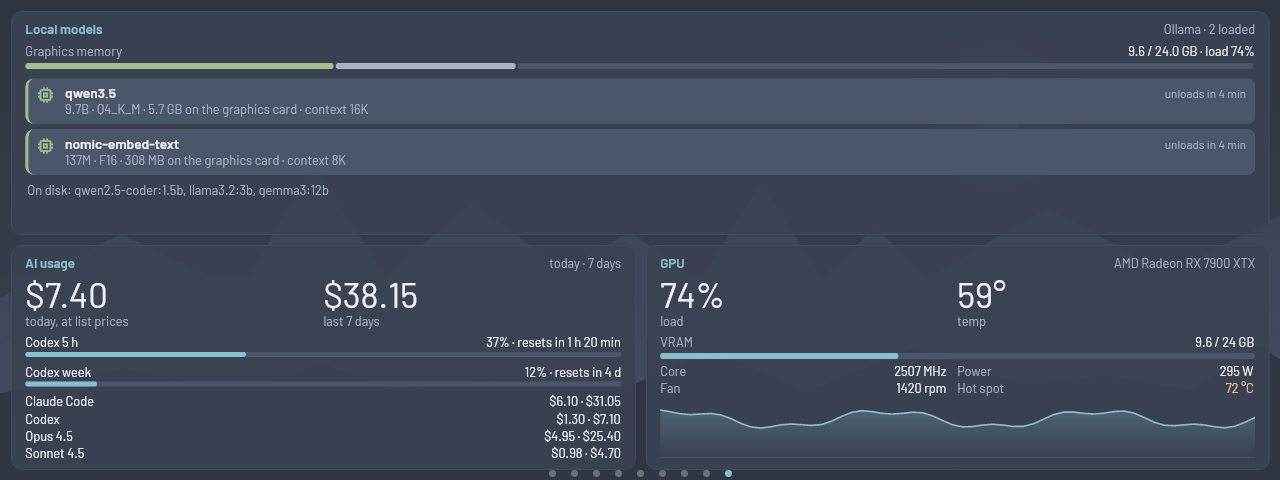 Local models
Ollama · 2 loaded
Graphics memory
9.6 / 24.0 GB · load 74%
qwen3.5
unloads in 4 min
9.7B · Q4_K_M · 5.7 GB on the graphics card · context 16K
nomic-embed-text
unloads in 4 min
137M · F16 · 308 MB on the graphics card · context 8K
On disk: qwen2.5-coder:1.5b, llama3.2:3b, gemma3:12b
AI usage
today · 7 days
$7.40
$38.15
today, at list prices
last 7 days
Codex 5 h
37% · resets in 1 h 20 min
Codex week
12% · resets in 4 d
Claude Code
$6.10 · $31.05
Codex
$1.30 · $7.10
Opus 4.5
$4.95 · $25.40
Sonnet 4.5
$0.98 · $4.70
GPU
AMD Radeon RX 7900 XTX
74%
59°
load
temp
VRAM
9.6 / 24 GB
Core
2507 MHz
Power
295 W
Fan
1420 rpm
Hot spot
72 °C